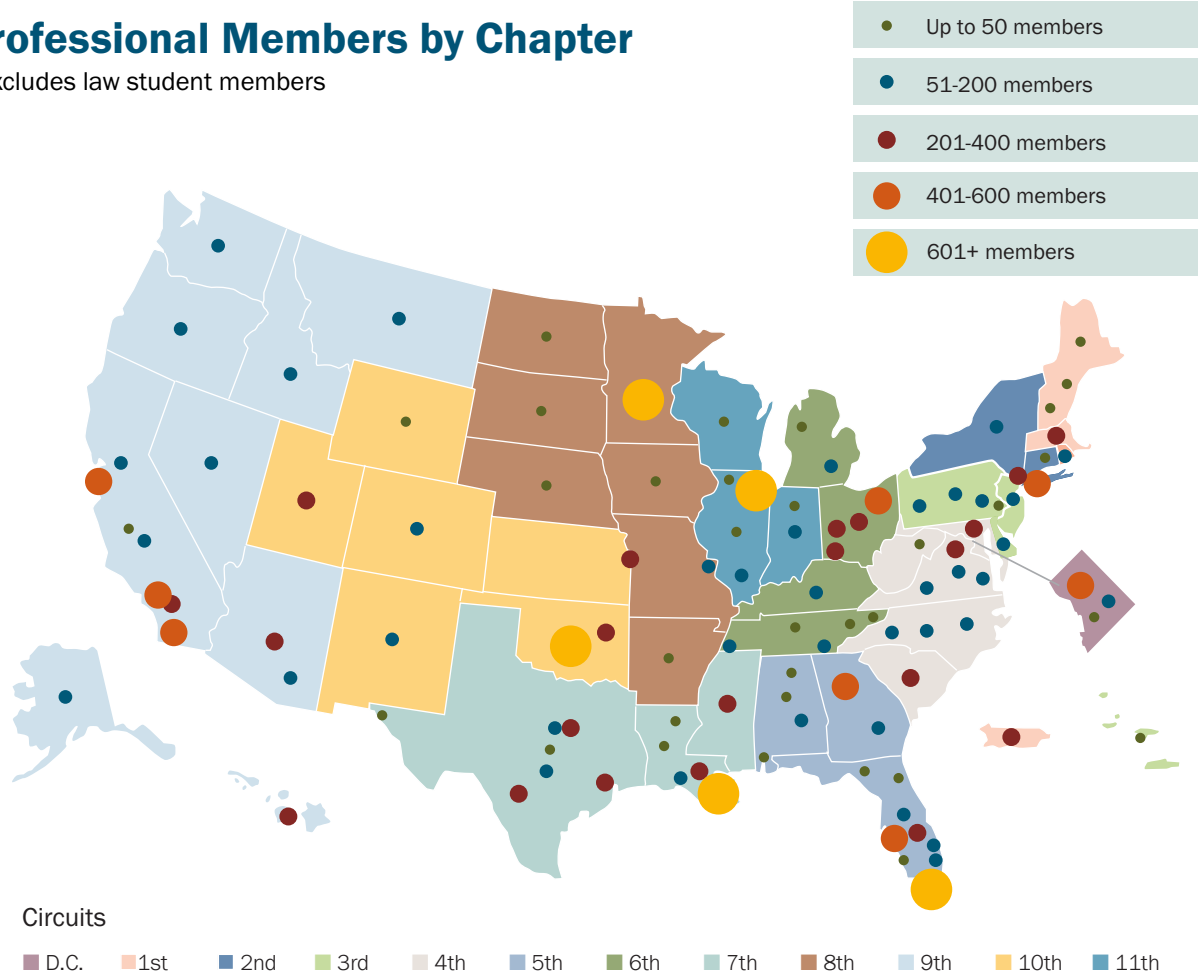 rofessional Members by Chapter
xcludes law student members
Up to 50 members
51-200 members
201-400 members
401-600 members
601+ members
Circuits
D.C. 1st 2nd 3rd 4th 5th 6th 7th 8th 9th 10th 11th